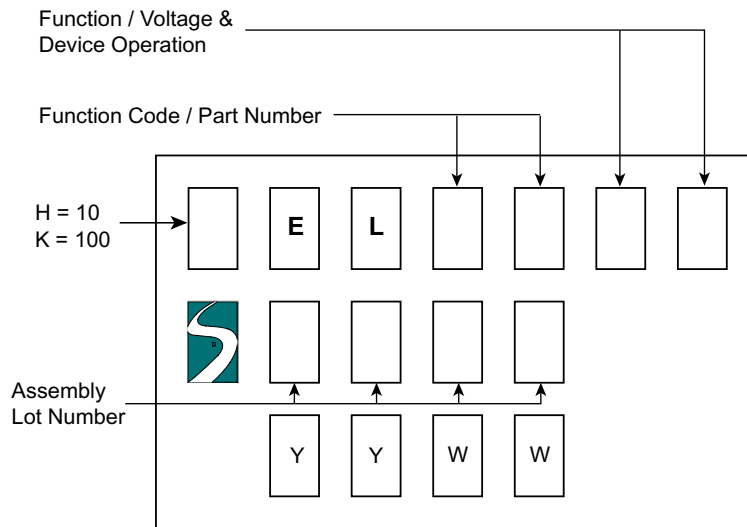 Function / Voltage &
Device Operation
Function Code / Part Number
H = 10
K = 100
E L
Assembly
Lot Number
Y Y W W